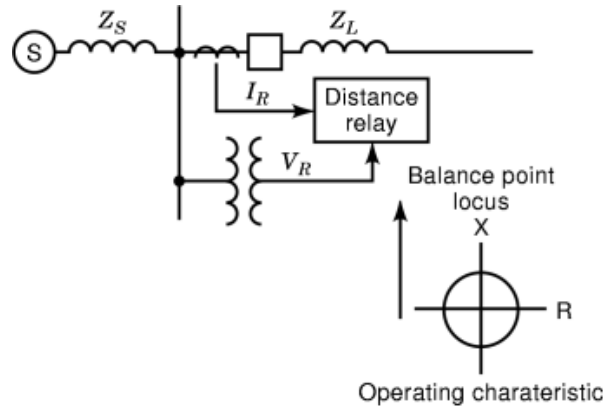 Z_S
Z_L
S
I_R
Distance
relay
V_R
Balance point
locus
X
R
Operating charateristic